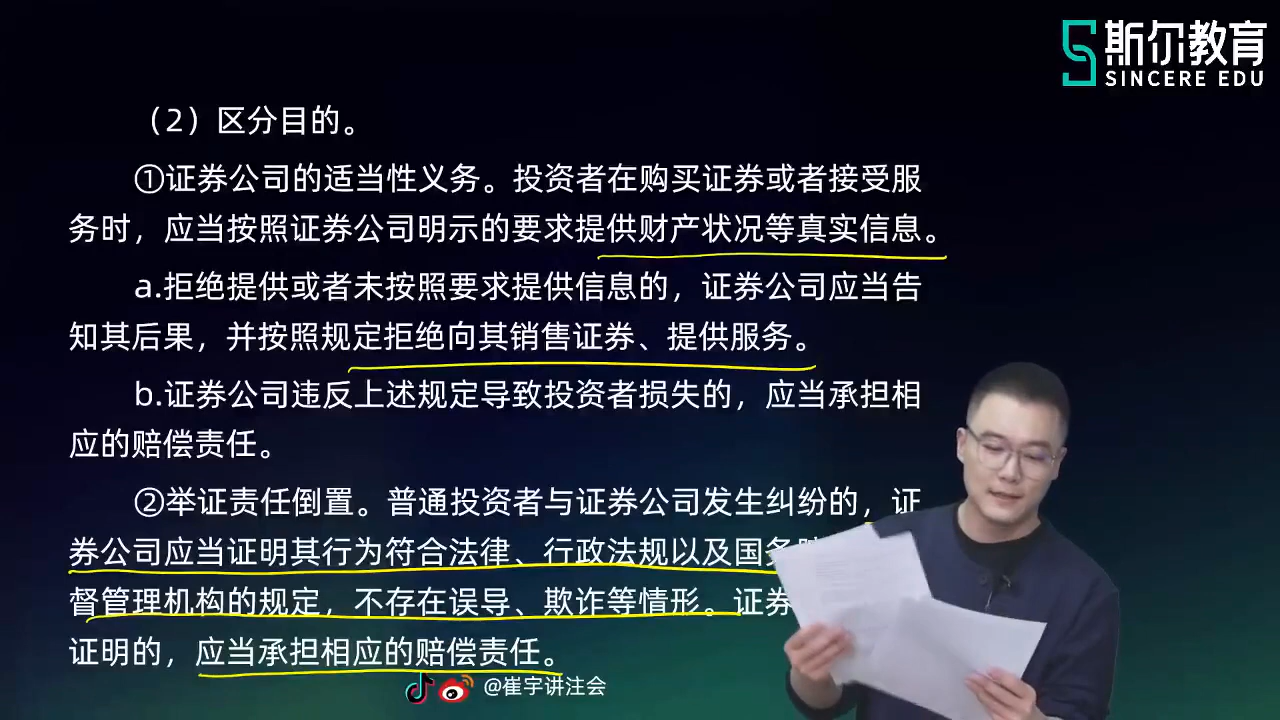 斯尔教育
SINCERE EDU
（2）区分目的。
①证券公司的适当性义务。投资者在购买证券或者接受服
务时，应当按照证券公司明示的要求提供财产状况等真实信息。
a.拒绝提供或者未按照要求提供信息的，证券公司应当告
知其后果，并按照规定拒绝向其销售证券、提供服务。
b.证券公司违反上述规定导致投资者损失的，应当承担相
应的赔偿责任。
②举证责任倒置。普通投资者与证券公司发生纠纷的，证
券公司应当证明其行为符合法律、行政法规以及国务
督管理机构的规定，不存在误导、欺诈等情形。证券
证明的，应当承担相应的赔偿责任。
@崔宇讲注会